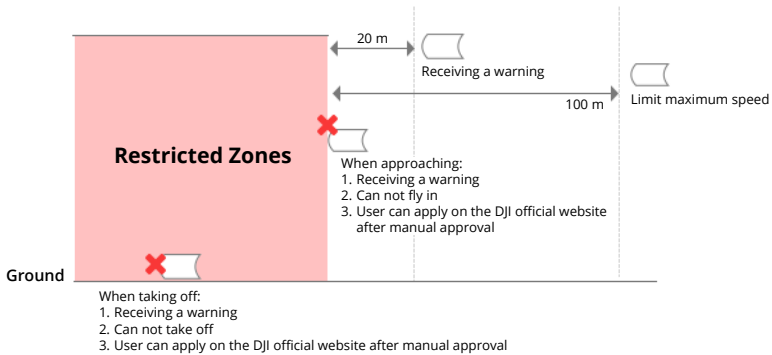 20 m
Receiving a warning
100 m
Limit maximum speed
Restricted Zones
When approaching:
1. Receiving a warning
2. Can not fly in
3. User can apply on the DJI official website
after manual approval
Ground
When taking off:
1. Receiving a warning
2. Can not take off
3. User can apply on the DJI official website after manual approval